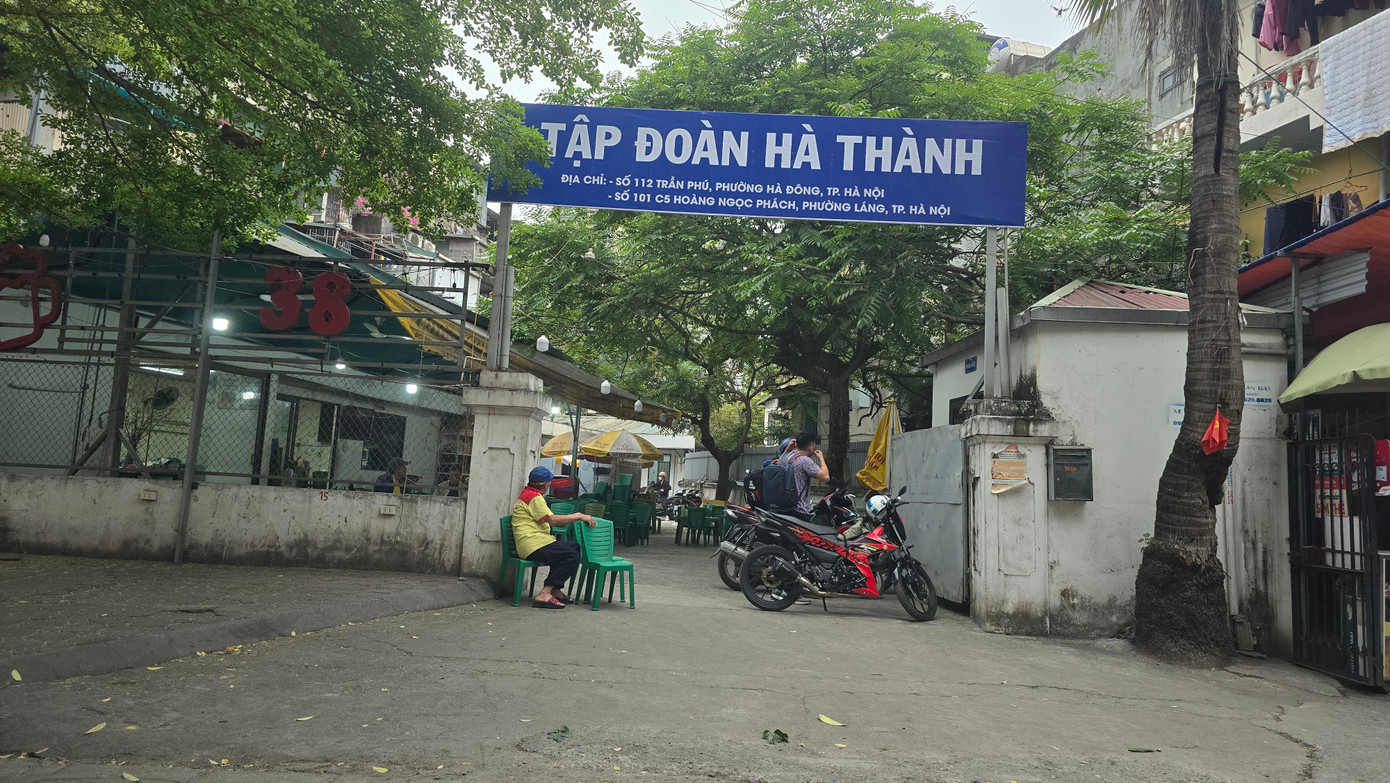 TẬP ĐOÀN HÀ THÀNH
ĐỊA CHỈ: - SỐ 112 TRẦN PHÚ, PHƯỜNG HÀ ĐÔNG, TP. HÀ NỘI
- SỐ 101 C5 HOÀNG NGỌC PHÁCH, PHƯỜNG LÁNG, TP. HÀ NỘI
38
15